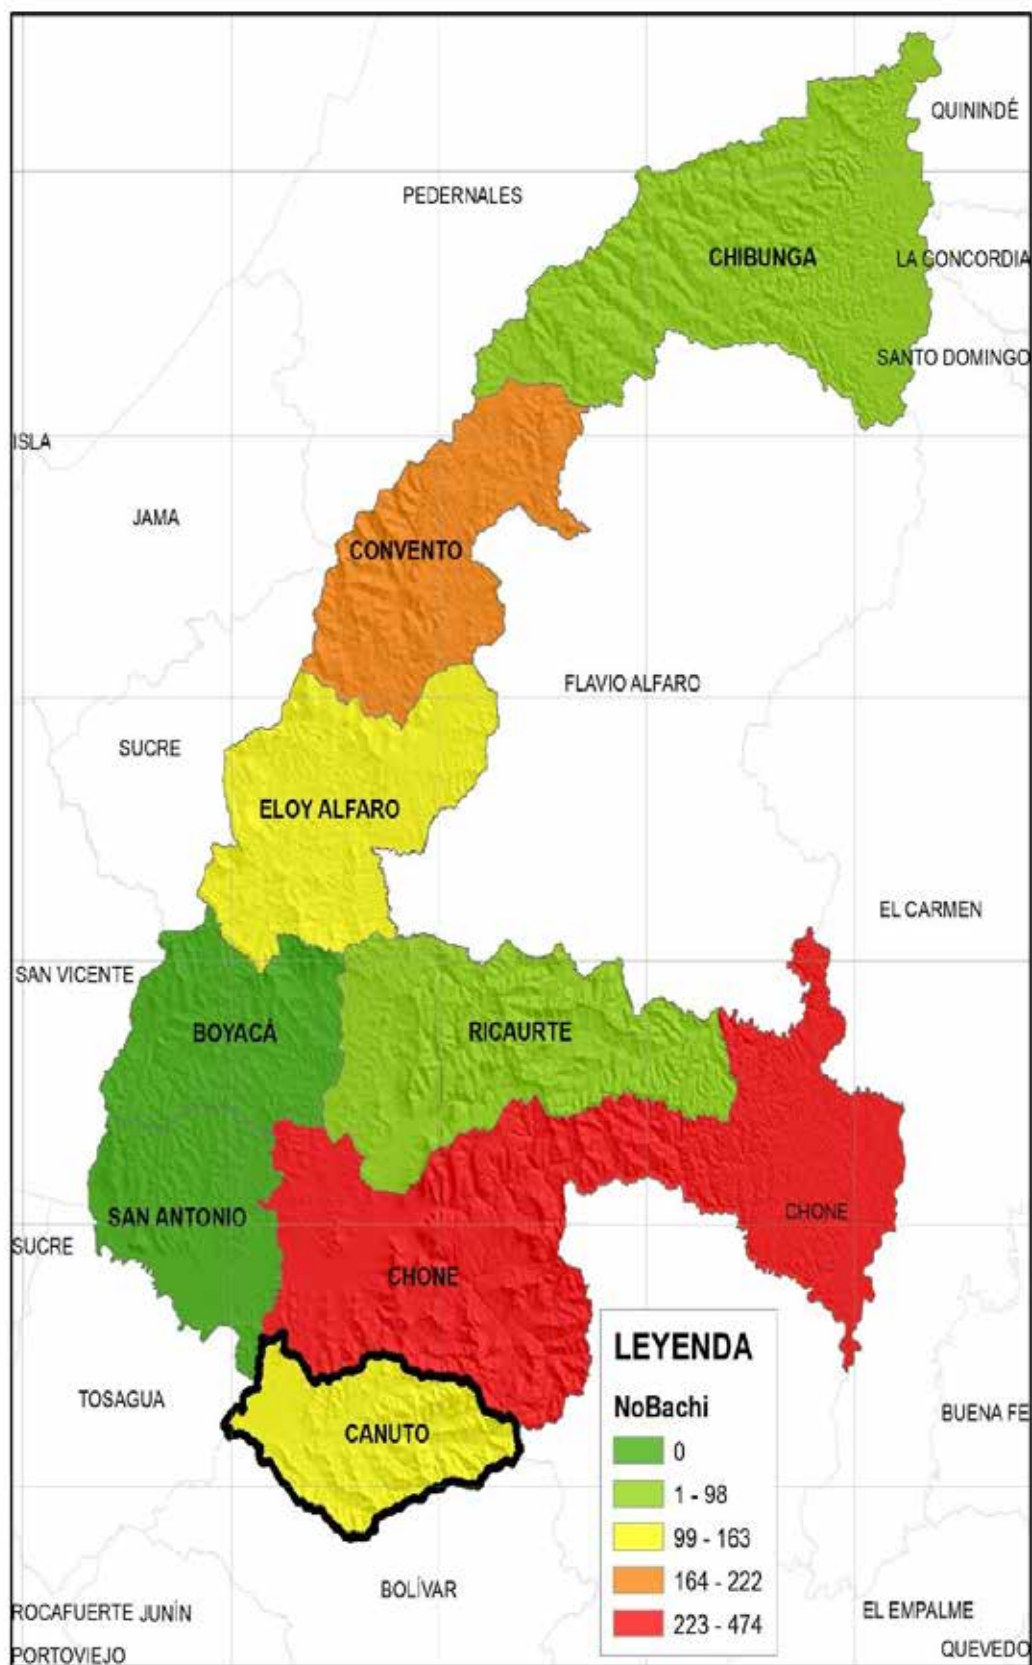 QUININDÉ
PEDERNALES
CHIBUNGA
LA CONCORDIA
SANTO DOMINGO
ISLA
JAMA
CONVENTO
FLAVIO ALFARO
SUCRE
ELOY ALFARO
EL CARMEN
SAN VICENTE
BOYACÁ
RICAURTE
SAN ANTONIO
CHONE
SUCRE
CHONE
LEYENDA
NoBachi
0
1 - 98
99 - 163
164 - 222
223 - 474
TOSAGUA
CANUTO
BUENA FE
BOLÍVAR
ROCAFUERTE JUNÍN
EL EMPALME
PORTOVIEJO
QUEVEDO